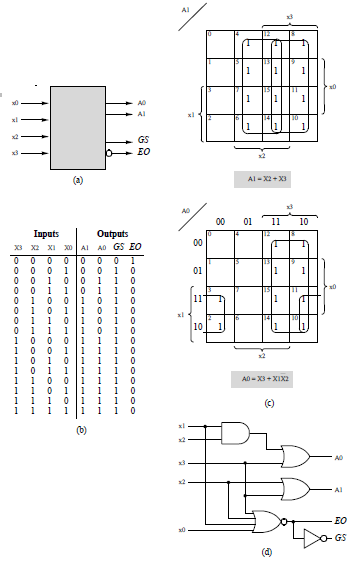 x0 A0
x1 A1
x2 GS
x3 EO
(a)
Inputs Outputs
X3 X2 X1 X0 A1 A0 GS EO
0 0 0 0 0 0 0 1
0 0 0 1 0 0 1 0
0 0 1 0 0 1 1 0
0 0 1 1 0 1 1 0
0 1 0 0 1 0 1 0
0 1 0 1 1 0 1 0
0 1 1 0 1 0 1 0
0 1 1 1 1 0 1 0
1 0 0 0 1 1 1 0
1 0 0 1 1 1 1 0
1 0 1 0 1 1 1 0
1 0 1 1 1 1 1 0
1 1 0 0 1 1 1 0
1 1 0 1 1 1 1 0
1 1 1 0 1 1 1 0
1 1 1 1 1 1 1 0
(b)
A1
x3
0 4 12 8
1 1 1
1 5 13 9
1 1 1
x0
3 7 15 11
1 1 1
x1
2 6 14 10
1 1 1
x2
A1 = X2 + X3
A0
x3
00 01 11 10
0 4 12 8
00 1 1
1 5 13 9
01 1 1
x0
3 7 15 11
11 1 1 1
x1
2 6 14 10
10 1 1 1
x2
A0 = X3 + X1X2
(c)
x1
x2
x3 A0
x2 A1
x0 EO
GS
(d)